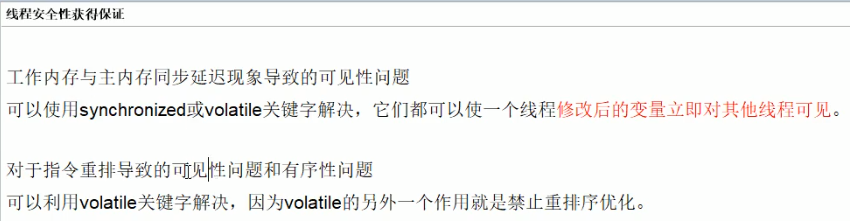 线程安全性获得保证
工作内存与主内存同步延迟现象导致的可见性问题
可以使用synchronized或volatile关键字解决，它们都可以使一个线程修改后的变量立即对其他线程可见。
对于指令重排导致的可见性问题和有序性问题
可以利用volatile关键字解决，因为volatile的另外一个作用就是禁止重排序优化。